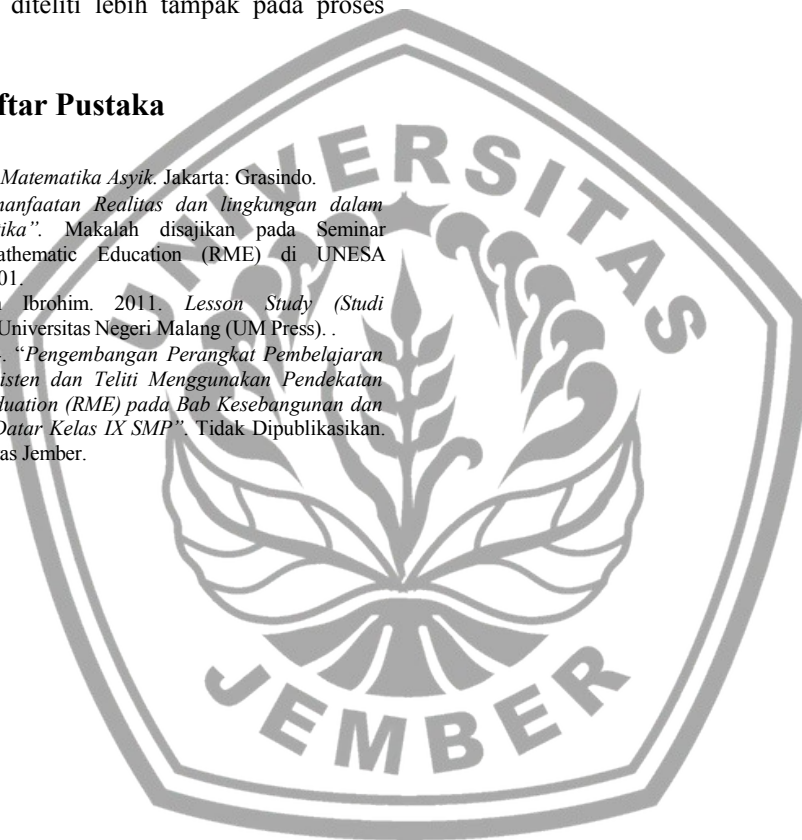 diteliti lebih tampak pada proses
ftar Pustaka
Matematika Asyik. Jakarta: Grasindo.
nanfaatan Realitas dan lingkungan dalam
tika”. Makalah disajikan pada Seminar
athematic Education (RME) di UNESA
01.
Ibrohim. 2011. Lesson Study (Studi
Universitas Negeri Malang (UM Press). .
. “Pengembangan Perangkat Pembelajaran
isten dan Teliti Menggunakan Pendekatan
duation (RME) pada Bab Kesebangunan dan
Datar Kelas IX SMP”. Tidak Dipublikasikan.
as Jember.
UNIVERSITAS
JEMBER